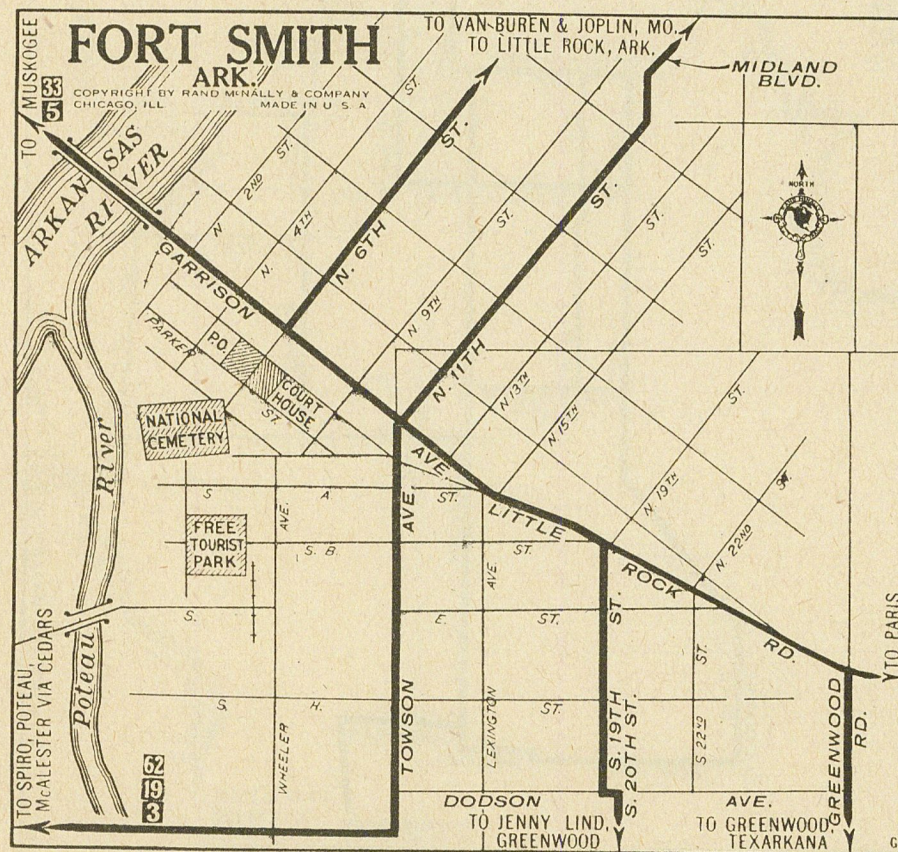 FORT SMITH
ARK.
COPYRIGHT BY RAND McNALLY & COMPANY
CHICAGO, ILL. MADE IN U. S. A
TO MUSKOGEE
33
5
TO VAN BUREN & JOPLIN, MO.
TO LITTLE ROCK, ARK.
MIDLAND
BLVD.
NORTH
ARKANSAS
RIVER
GARRISON
AVE.
N 2ND ST.
N. 4TH ST.
N. 6TH ST.
N 9TH ST.
N. 11TH ST.
N 13TH ST.
N 15TH ST.
N. 19TH ST.
N. 22ND ST.
PARKER ST.
P.O.
COURT
HOUSE
NATIONAL
CEMETERY
FREE
TOURIST
PARK
River
Poteau
S A. ST.
S. B. ST.
S. E. ST.
S. H. ST.
WHEELER AVE.
TOWSON AVE.
LEXINGTON AVE.
LITTLE ROCK RD.
S. 19TH ST.
S. 20TH ST.
S 22ND ST.
GREENWOOD
RD.
TO PARIS
TO SPIRO, POTEAU,
McALESTER VIA CEDARS
62
19
3
DODSON AVE.
TO JENNY LIND,
GREENWOOD
TO GREENWOOD,
TEXARKANA
G